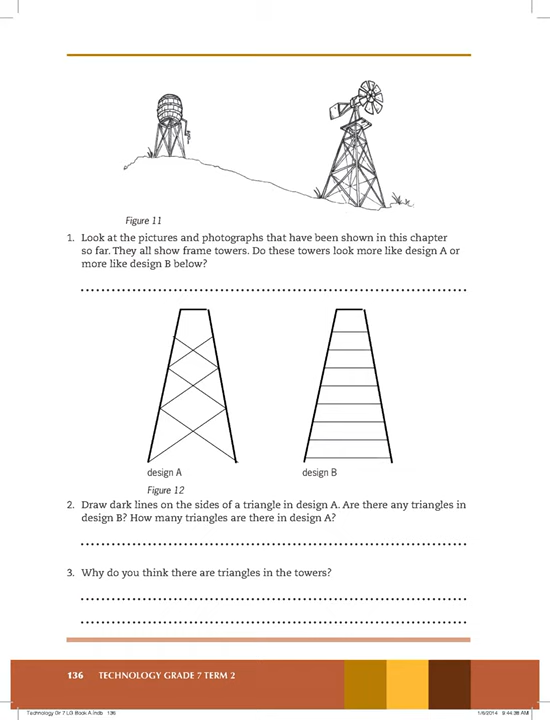 Figure 11
1. Look at the pictures and photographs that have been shown in this chapter
so far. They all show frame towers. Do these towers look more like design A or
more like design B below?
design A
design B
Figure 12
2. Draw dark lines on the sides of a triangle in design A. Are there any triangles in
design B? How many triangles are there in design A?
3. Why do you think there are triangles in the towers?
136 TECHNOLOGY GRADE 7 TERM 2
Technology Gr 7 LG Book A.indb 136
1/8/2014 9:44:38 AM